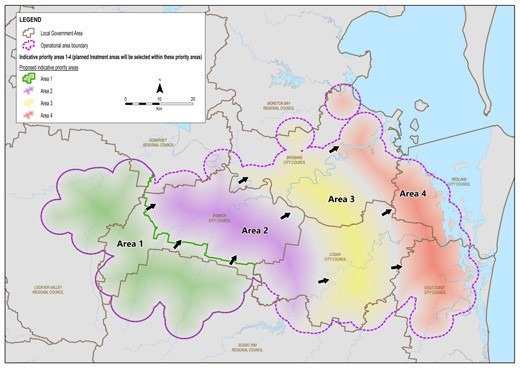 LEGEND
Local Government Area
Operational area boundary
Indicative priority areas 1-4 (planned treatment areas will be selected within these priority areas)
Proposed indicative priority areas
Area 1
Area 2
Area 3
Area 4
N
0 10 20
Km
MORETON BAY
REGIONAL COUNCIL
SOMERSET
REGIONAL COUNCIL
BRISBANE
CITY COUNCIL
REDLAND
CITY COUNCIL
Area 4
Area 3
IPSWICH
CITY COUNCIL
Area 2
Area 1
LOGAN
CITY COUNCIL
LOCKYER VALLEY
REGIONAL COUNCIL
GOLD COAST
CITY COUNCIL
SCENIC RIM
REGIONAL COUNCIL